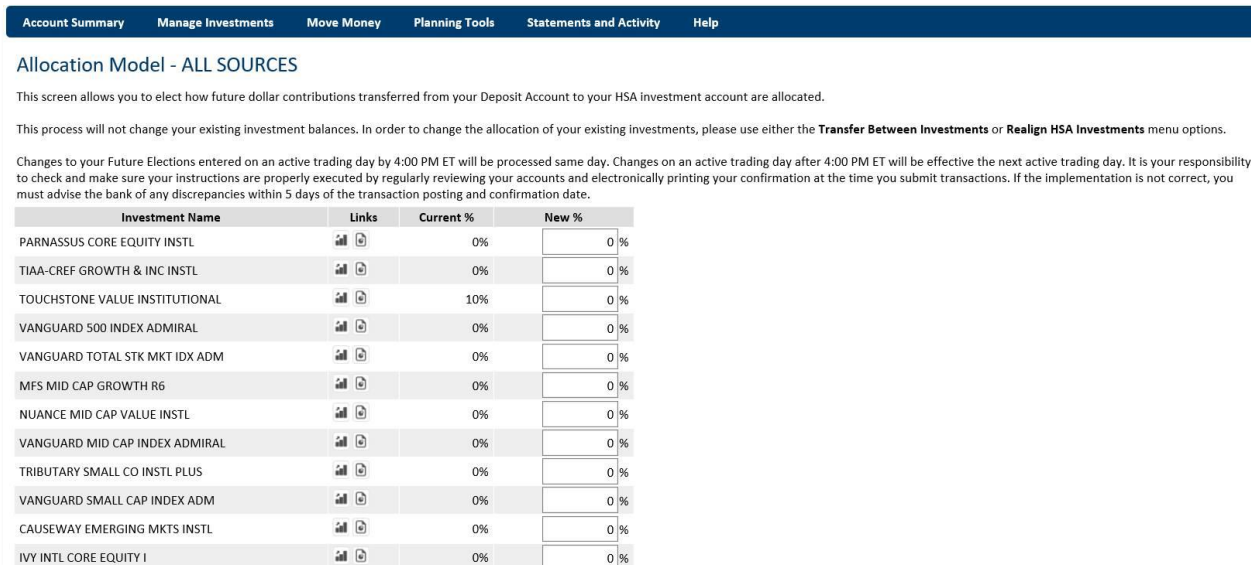 Account Summary Manage Investments Move Money Planning Tools Statements and Activity Help
Allocation Model - ALL SOURCES
This screen allows you to elect how future dollar contributions transferred from your Deposit Account to your HSA investment account are allocated.
This process will not change your existing investment balances. In order to change the allocation of your existing investments, please use either the Transfer Between Investments or Realign HSA Investments menu options.
Changes to your Future Elections entered on an active trading day by 4:00 PM ET will be processed same day. Changes on an active trading day after 4:00 PM ET will be effective the next active trading day. It is your responsibility
to check and make sure your instructions are properly executed by regularly reviewing your accounts and electronically printing your confirmation at the time you submit transactions. If the implementation is not correct, you
must advise the bank of any discrepancies within 5 days of the transaction posting and confirmation date.
Investment Name Links Current % New %
PARNASSUS CORE EQUITY INSTL 0% 0 %
TIAA-CREF GROWTH & INC INSTL 0% 0 %
TOUCHSTONE VALUE INSTITUTIONAL 10% 0 %
VANGUARD 500 INDEX ADMIRAL 0% 0 %
VANGUARD TOTAL STK MKT IDX ADM 0% 0 %
MFS MID CAP GROWTH R6 0% 0 %
NUANCE MID CAP VALUE INSTL 0% 0 %
VANGUARD MID CAP INDEX ADMIRAL 0% 0 %
TRIBUTARY SMALL CO INSTL PLUS 0% 0 %
VANGUARD SMALL CAP INDEX ADM 0% 0 %
CAUSEWAY EMERGING MKTS INSTL 0% 0 %
IVY INTL CORE EQUITY I 0% 0 %